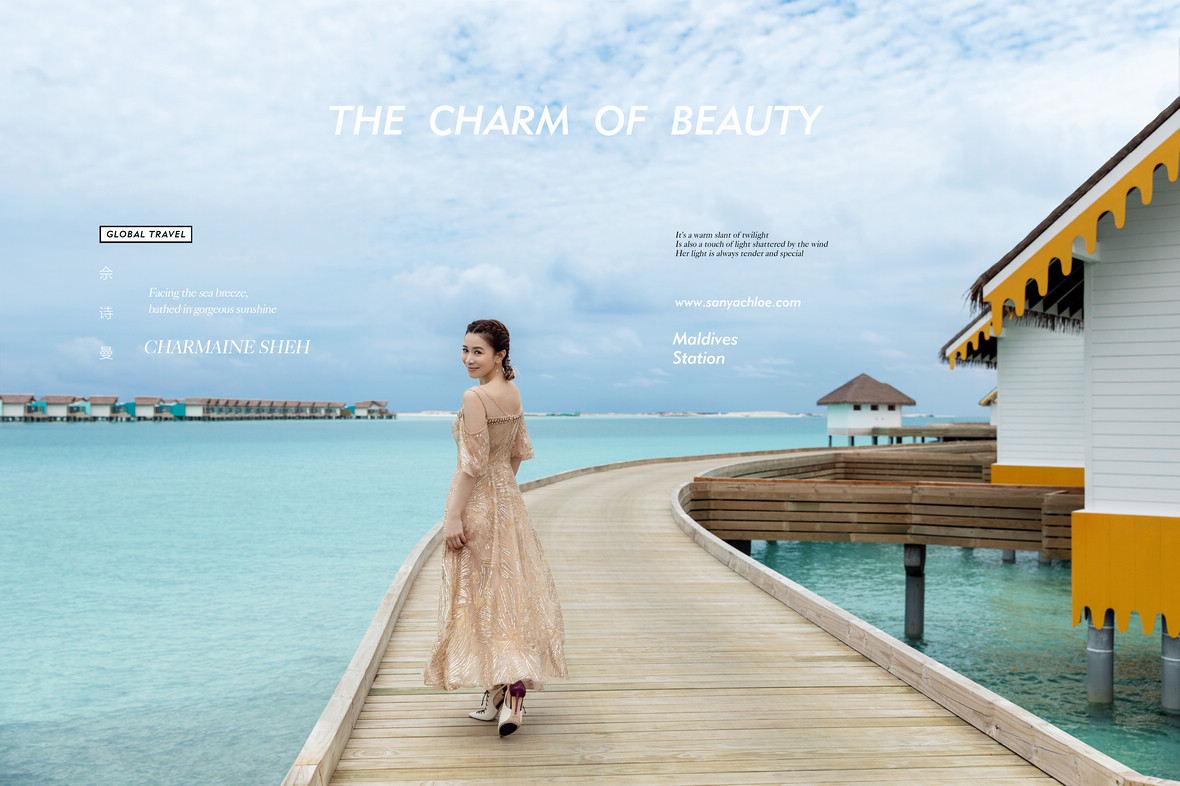 THE CHARM OF BEAUTY
GLOBAL TRAVEL
佘
诗
曼
Facing the sea breeze,
bathed in gorgeous sunshine
CHARMAINE SHEH
It's a warm slant of twilight
Is also a touch of light shattered by the wind
Her light is always tender and special
www.sanyachloe.com
Maldives
Station